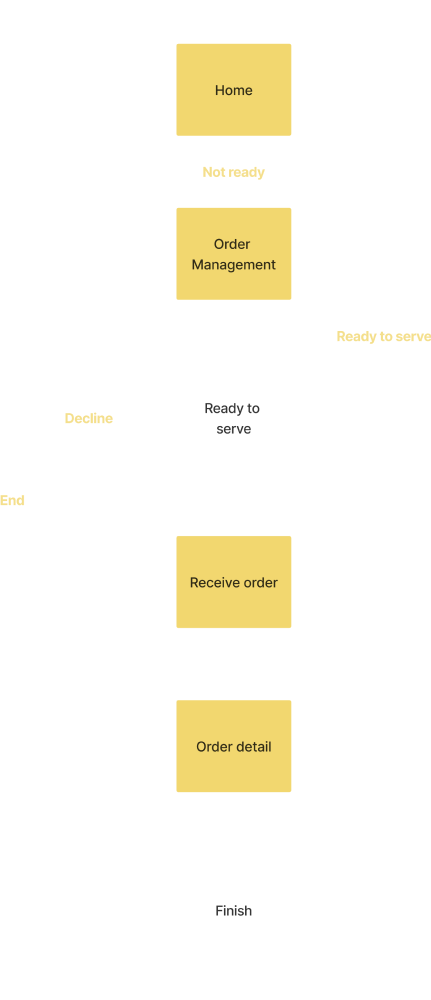 Home
Not ready
Order
Management
Ready to serve
Ready to
serve
Decline
End
Receive order
Order detail
Finish